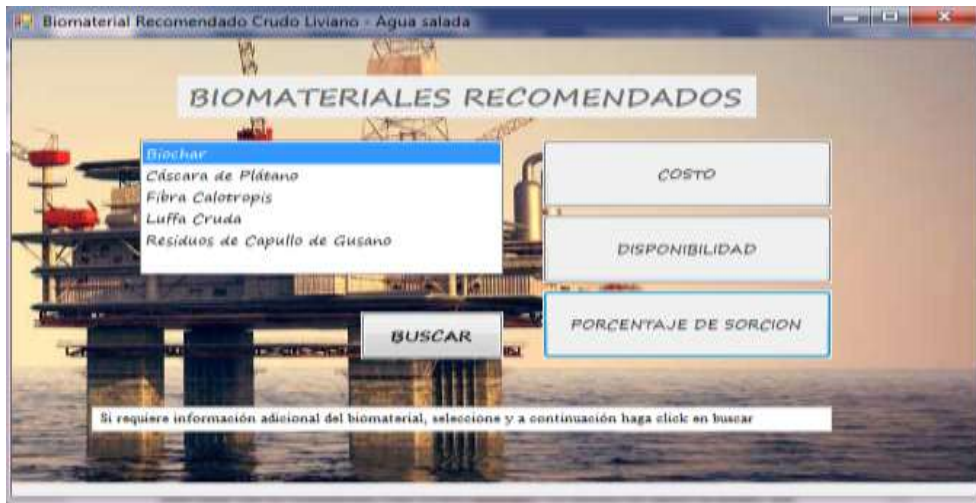 Biomaterial Recomendado Crudo Liviano - Agua salada
BIOMATERIALES RECOMENDADOS
Biochar
Cáscara de Plátano
Fibra Calotropis
Luffa Cruda
Residuos de Capullo de Gusano
COSTO
DISPONIBILIDAD
PORCENTAJE DE SORCION
BUSCAR
Si requiere información adicional del biomaterial, seleccione y a continuación haga click en buscar